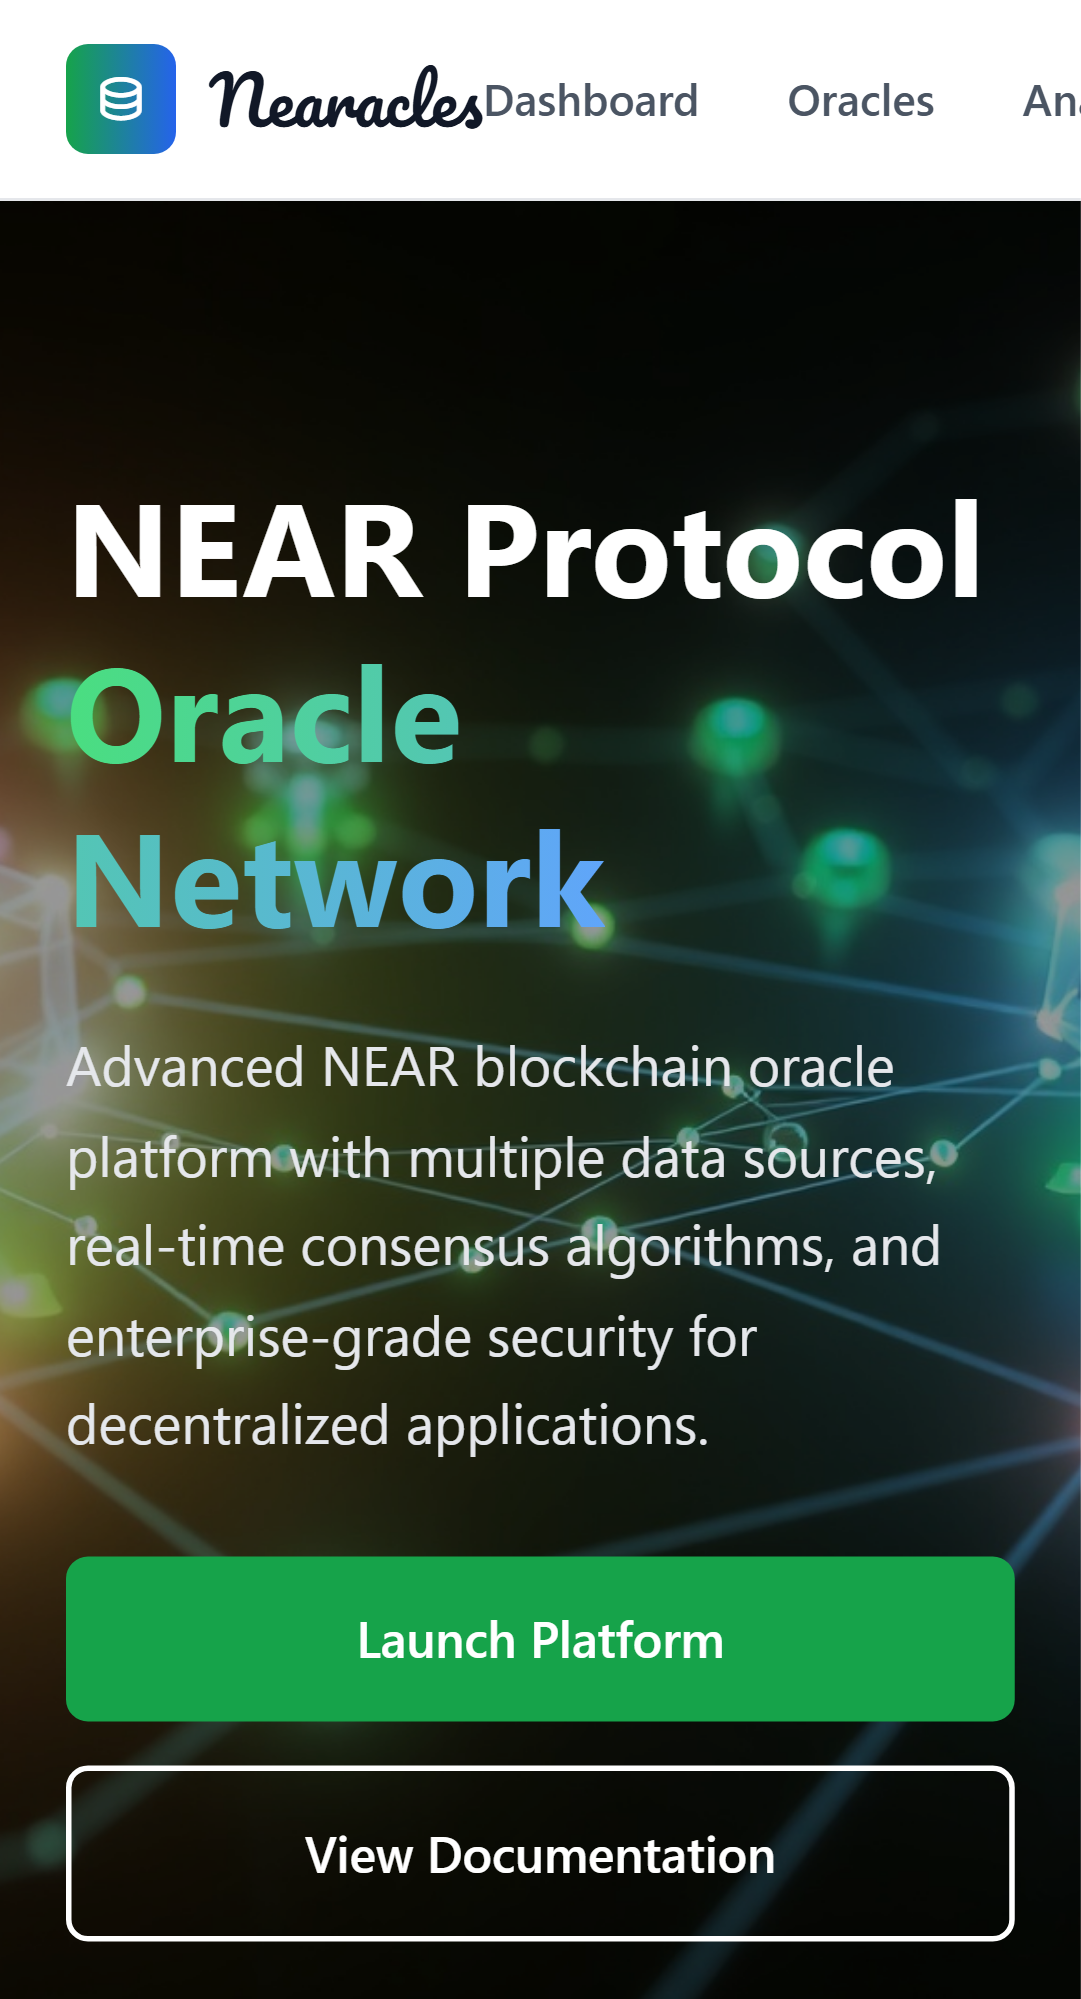 Nearacles Dashboard Oracles
NEAR Protocol
Oracle
Network
Advanced NEAR blockchain oracle
platform with multiple data sources,
real-time consensus algorithms, and
enterprise-grade security for
decentralized applications.
Launch Platform
View Documentation